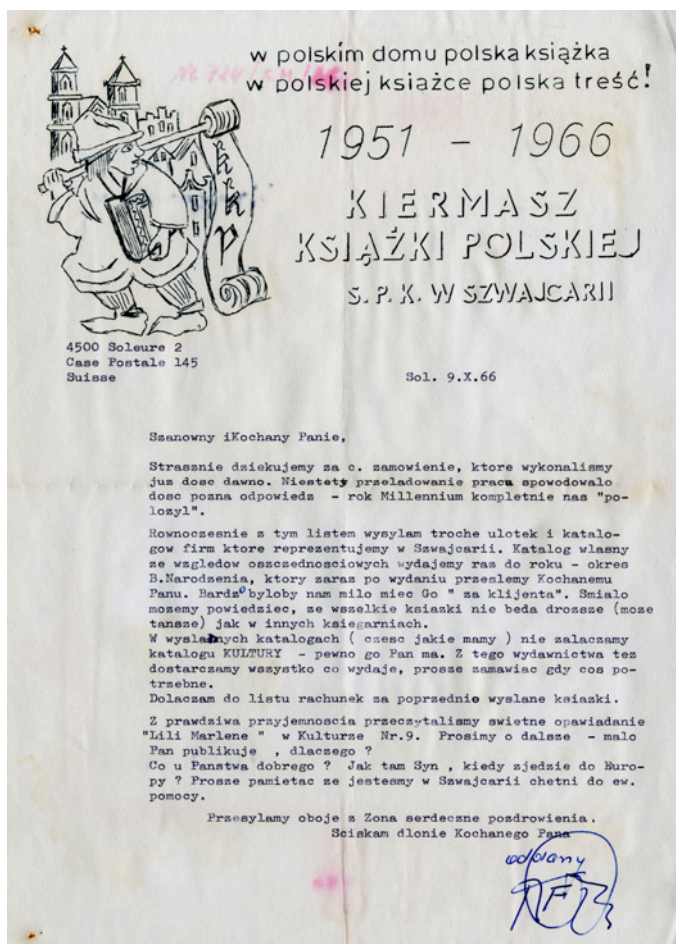 w polskim domu polska książka
w polskiej ksiażce polska treść!
1951 - 1966
KIERMASZ
KSIĄŻKI POLSKIEJ
S. P. K. W SZWAJCARII
k k p
4500 Soleure 2
Case Postale 145
Suisse
Sol. 9.X.66
Szanowny iKochany Panie,
Strasznie dziekujemy za c. zamowienie, ktore wykonalismy
juz dosc dawno. Niestety przeladowanie praca spowodowalo
dosc pozna odpowiedz - rok Millennium kompletnie nas "po-
lozyl".
Rownoczesnie z tym listem wysylam troche ulotek i katalo-
gow firm ktore reprezentujemy w Szwajcarii. Katalog wlasny
ze wzgledow oszczednosciowych wydajemy raz do roku - okres
B.Narodzenia, ktory zaraz po wydaniu przeslemy Kochanemu
Panu. Bardzo byloby nam milo miec Go " za klijenta". Smialo
mozemy powiedziec, ze wszelkie ksiazki nie beda drozsze (moze
tansze) jak w innych ksiegarniach.
W wyslanych katalogach ( czesc jakie mamy ) nie zalaczamy
katalogu KULTURY - pewno go Pan ma. Z tego wydawnictwa tez
dostarczamy wszystko co wydaje, prosze zamawiac gdy cos po-
trzebne.
Dolaczam do listu rachunek za poprzednio wyslane ksiazki.
Z prawdziwa przyjemnoscia przeczytalismy swietne opawiadanie
"Lili Marlene " w Kulturze Nr.9. Prosimy o dalsze - malo
Pan publikuje , dlaczego ?
Co u Panstwa dobrego ? Jak tam Syn , kiedy zjedzie do Euro-
py ? Prosze pamietac ze jestesmy w Szwajcarii chetni do ew.
pomocy.
Przesylamy oboje z Zona serdeczne pozdrowienia.
Sciskam dlonie Kochanego Pana
oddany